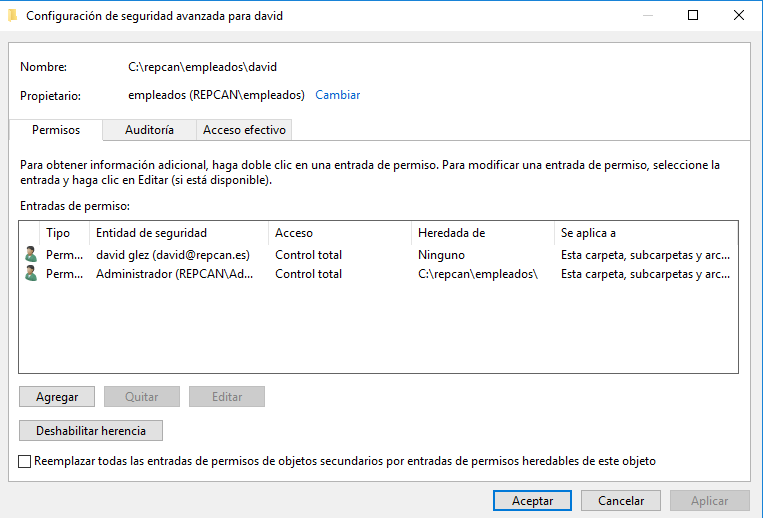 Configuración de seguridad avanzada para david
Nombre: C:\repcan\empleados\david
Propietario: empleados (REPCAN\empleados) Cambiar
Permisos Auditoría Acceso efectivo
Para obtener información adicional, haga doble clic en una entrada de permiso. Para modificar una entrada de permiso, seleccione la
entrada y haga clic en Editar (si está disponible).
Entradas de permiso:
Tipo Entidad de seguridad Acceso Heredada de Se aplica a
Perm... david glez (david@repcan.es) Control total Ninguno Esta carpeta, subcarpetas y arc...
Perm... Administrador (REPCAN\Ad... Control total C:\repcan\empleados\ Esta carpeta, subcarpetas y arc...
Agregar Quitar Editar
Deshabilitar herencia
Reemplazar todas las entradas de permisos de objetos secundarios por entradas de permisos heredables de este objeto
Aceptar Cancelar Aplicar